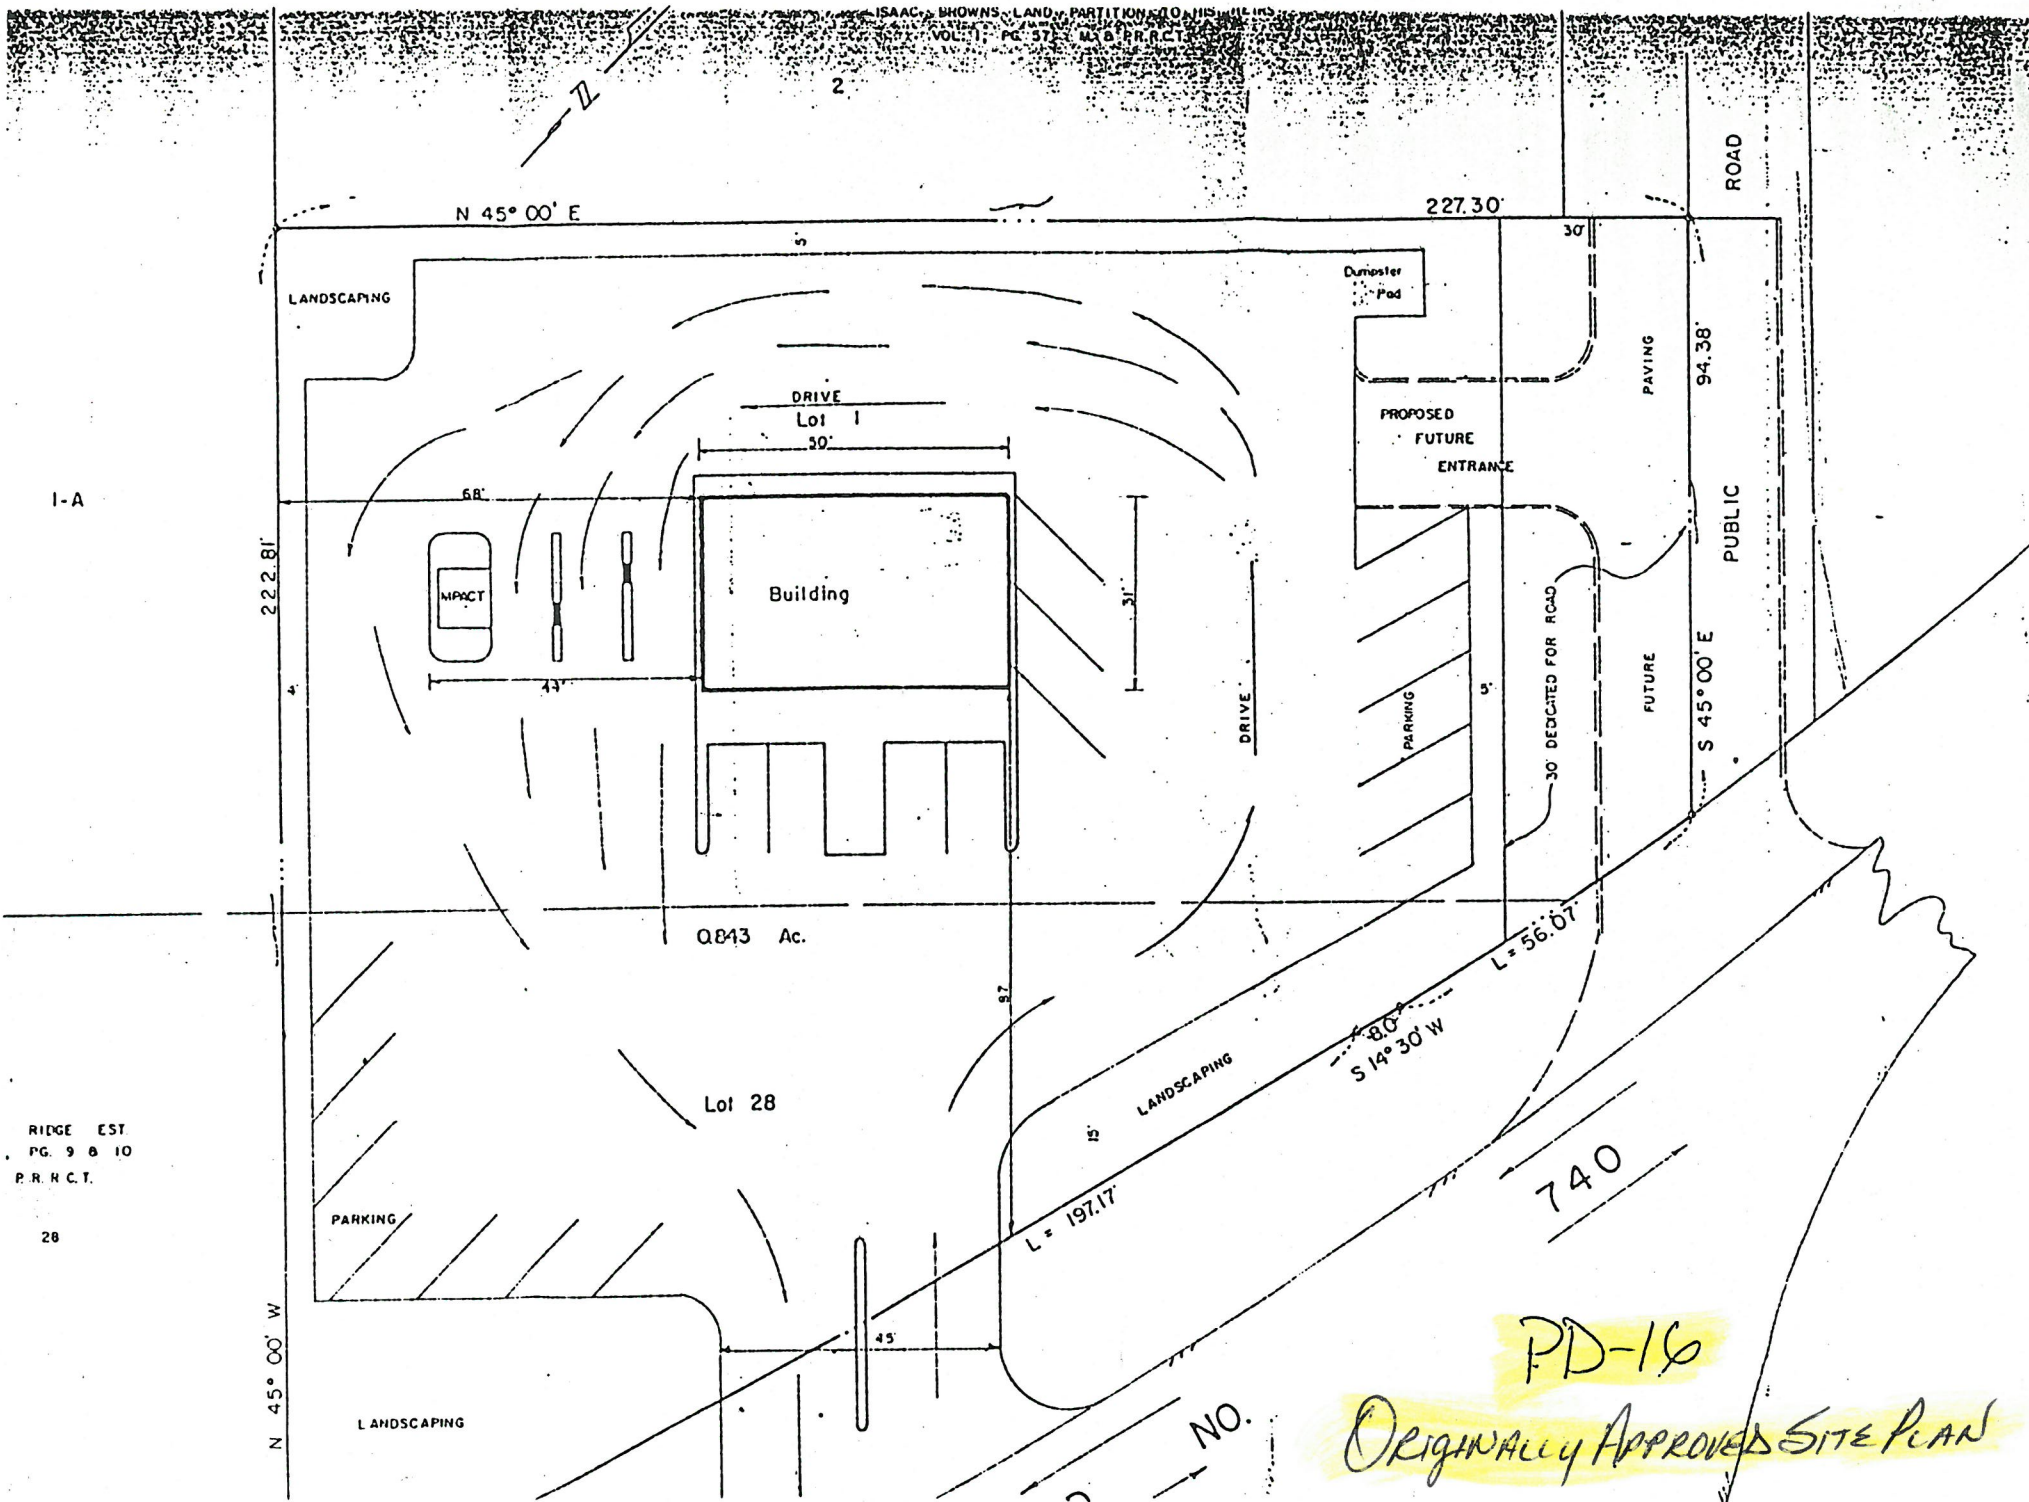 ISAAC BROWNS LAND PARTITION TO HIS HEIRS
VOL. 1, PG. 57, M. & P.R.R.C.T.
2
N
ROAD
N 45° 00' E
227.30'
5'
30'
LANDSCAPING
Dumpster
Pad
PAVING
94.38'
DRIVE
Lot 1
50'
PROPOSED
FUTURE
ENTRANCE
1-A
68'
PUBLIC
222.81'
MPACT
Building
31'
44'
4'
DRIVE
PARKING
5'
30' DEDICATED FOR ROAD
FUTURE
S 45° 00' E
0.843 Ac.
97
L = 56.07'
8.0'
S 14° 30' W
LANDSCAPING
15'
Lot 28
RIDGE EST.
PG. 9 & 10
P.R.R.C.T.
28
PARKING
L = 197.17'
740
N 45° 00' W
45'
LANDSCAPING
NO.
PD-16
ORIGINALLY APPROVED SITE PLAN